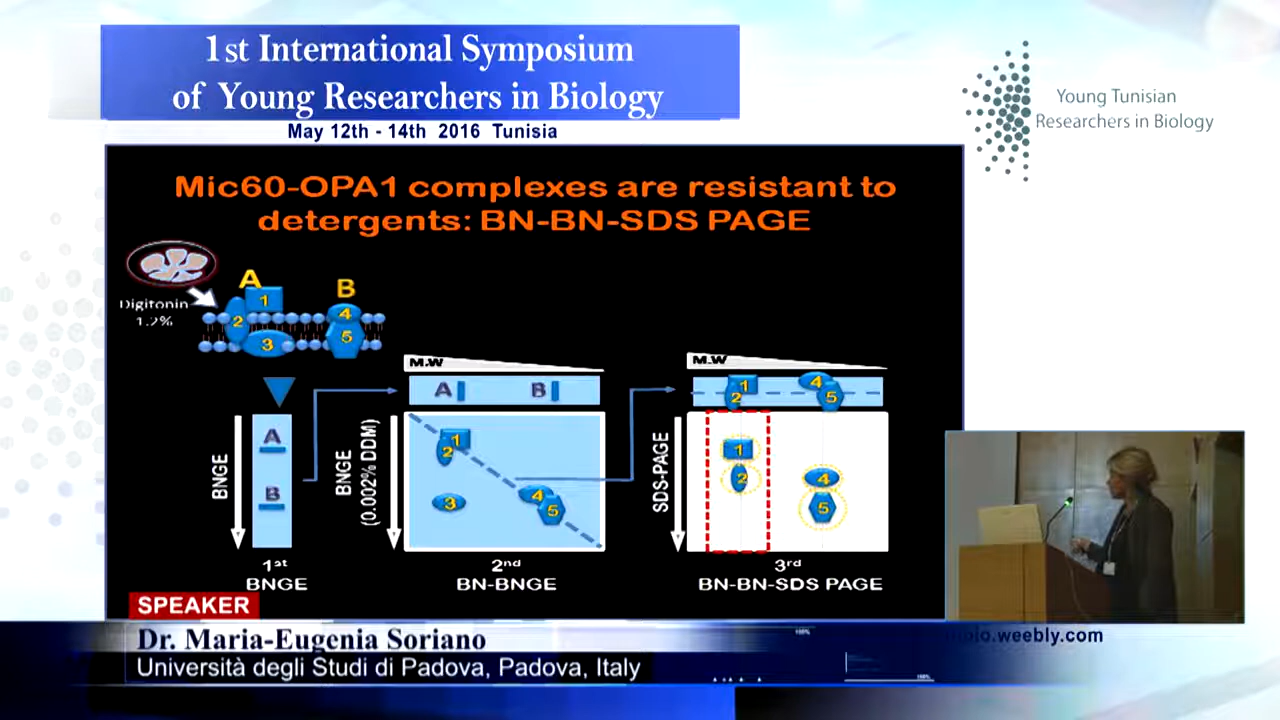 1st International Symposium
of Young Researchers in Biology
May 12th - 14th 2016 Tunisia
Young Tunisian
Researchers in Biology
Mic60-OPA1 complexes are resistant to
detergents: BN-BN-SDS PAGE
Digitonin
1.2%
A
1
2
3
B
4
5
M.W
A
B
M.W
1
2
4
5
BNGE
A
B
BNGE
(0.002% DDM)
1
2
3
4
5
SDS-PAGE
1
2
4
5
1st
BNGE
2nd
BN-BNGE
3rd
BN-BN-SDS PAGE
SPEAKER
Dr. Maria-Eugenia Soriano
Università degli Studi di Padova, Padova, Italy
.weebly.com